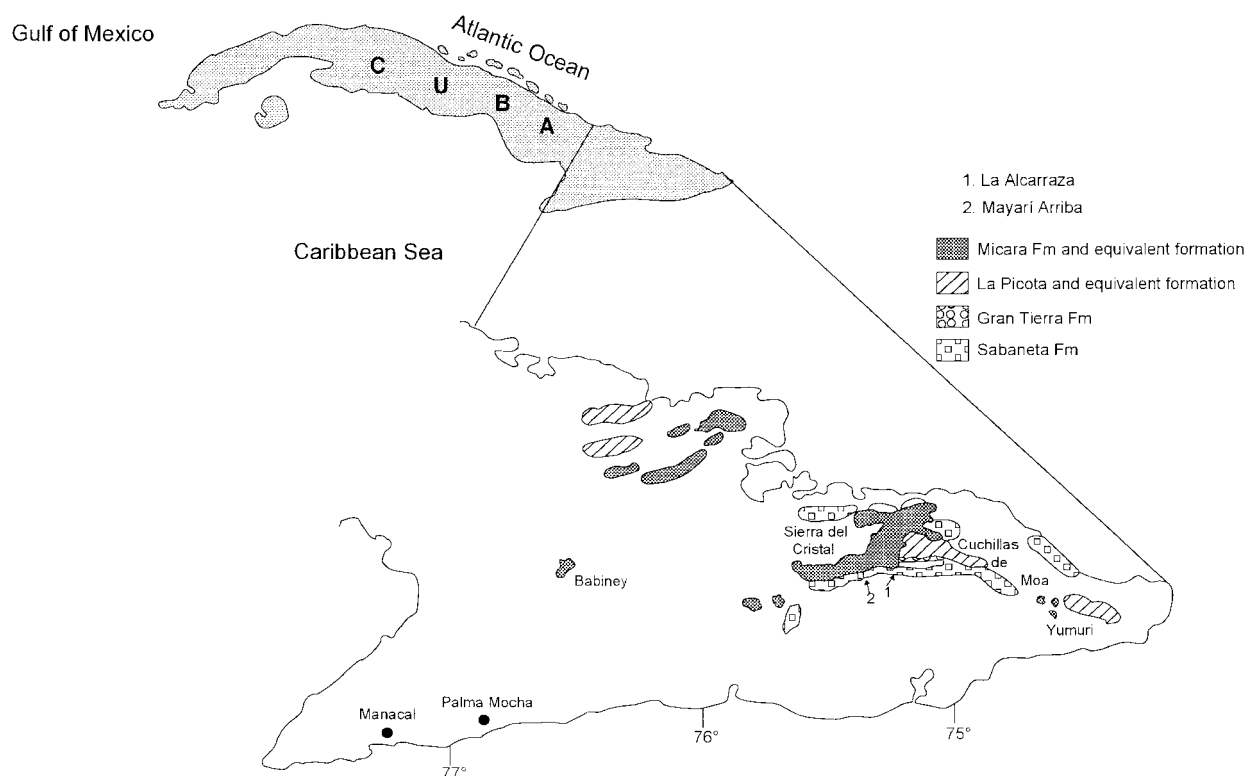 Gulf of Mexico
Atlantic Ocean
C
U
B
A
Caribbean Sea
1. La Alcarraza
2. Mayarí Arriba
Micara Fm and equivalent formation
La Picota and equivalent formation
Gran Tierra Fm
Sabaneta Fm
Sierra del
Cristal
Cuchillas
de
Moa
Babiney
2
1
Yumuri
Palma Mocha
Manacal
77°
76°
75°